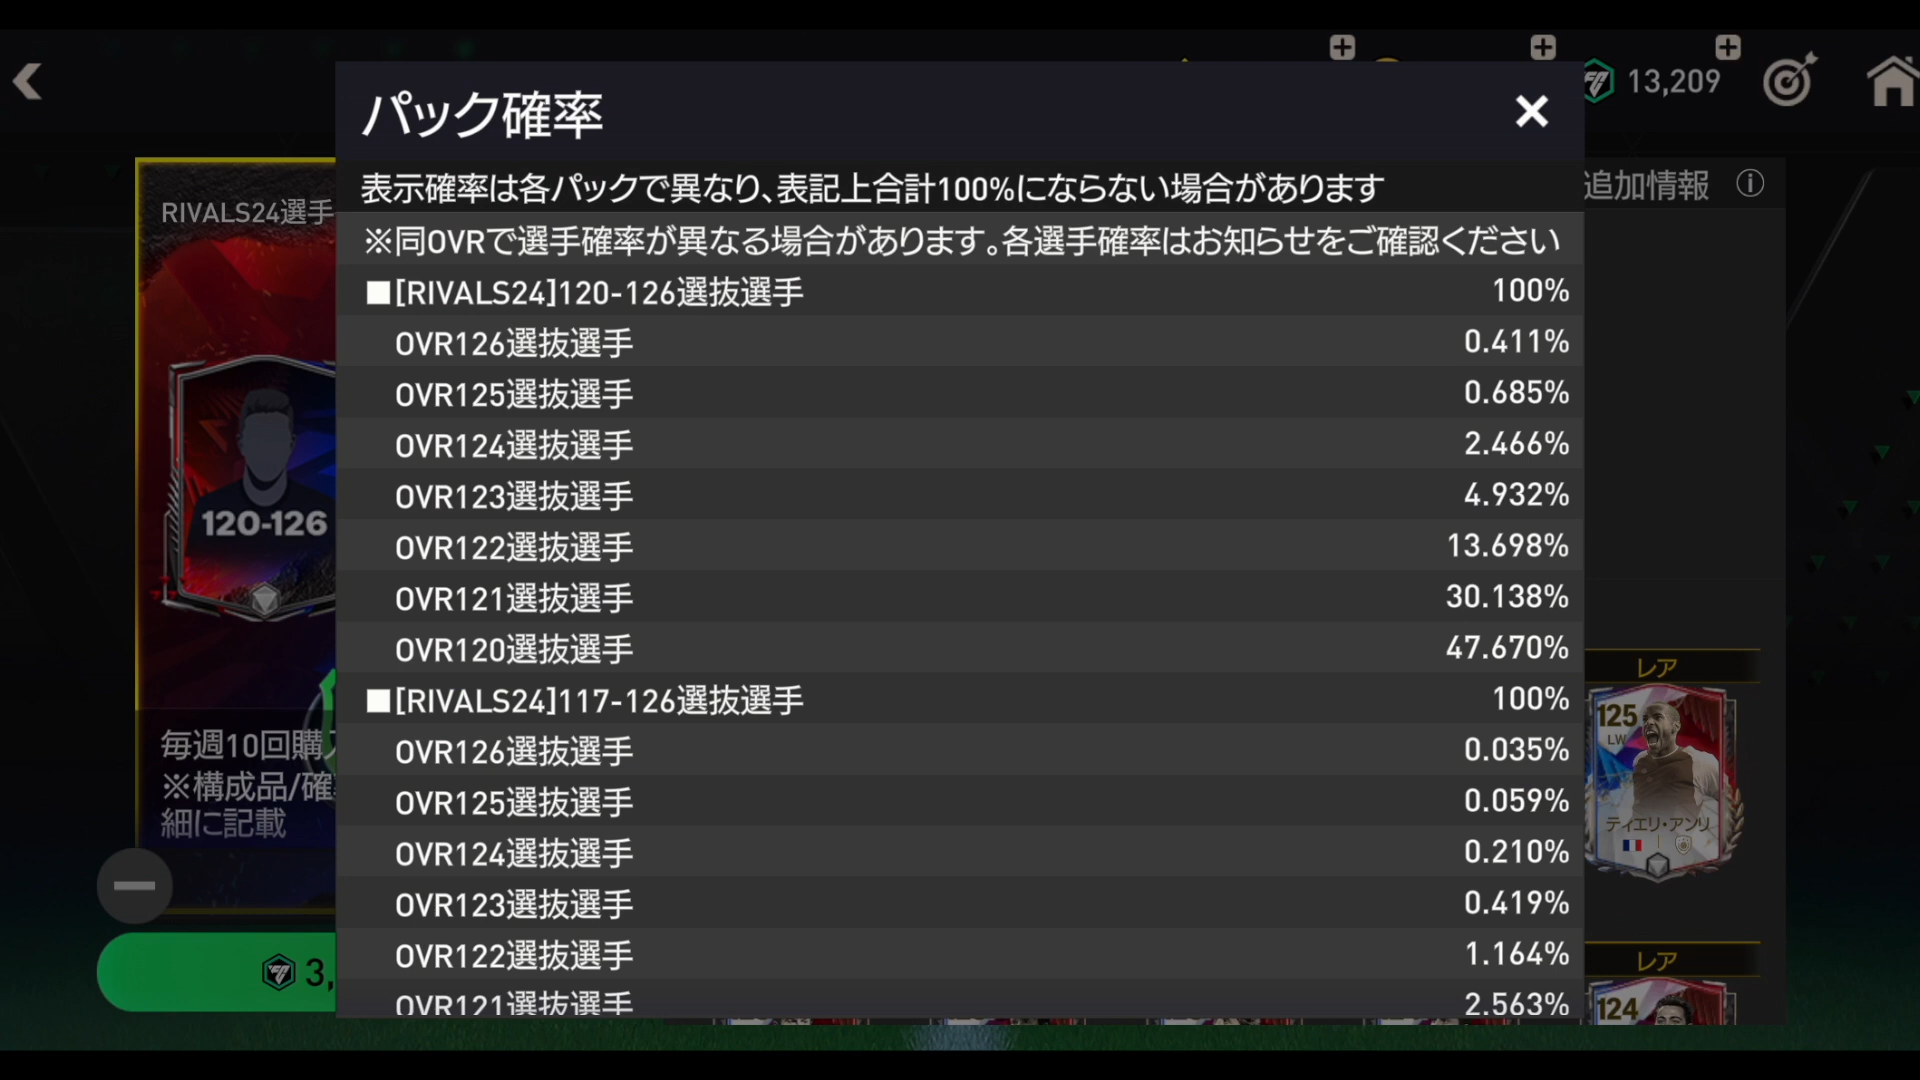 13,209
パック確率
表示確率は各パックで異なり、表記上合計100%にならない場合があります
追加情報
RIVALS24選手
※同OVRで選手確率が異なる場合があります。各選手確率はお知らせをご確認ください
■[RIVALS24]120-126選抜選手 100%
OVR126選抜選手 0.411%
OVR125選抜選手 0.685%
OVR124選抜選手 2.466%
OVR123選抜選手 4.932%
120-126
OVR122選抜選手 13.698%
OVR121選抜選手 30.138%
OVR120選抜選手 47.670%
レア
■[RIVALS24]117-126選抜選手 100%
125
LW
毎週10回購
OVR126選抜選手 0.035%
※構成品/確
OVR125選抜選手 0.059%
細に記載
ティエリ・アンリ
OVR124選抜選手 0.210%
OVR123選抜選手 0.419%
OVR122選抜選手 1.164%
レア
3,
OVR121選抜選手 2.563%
124